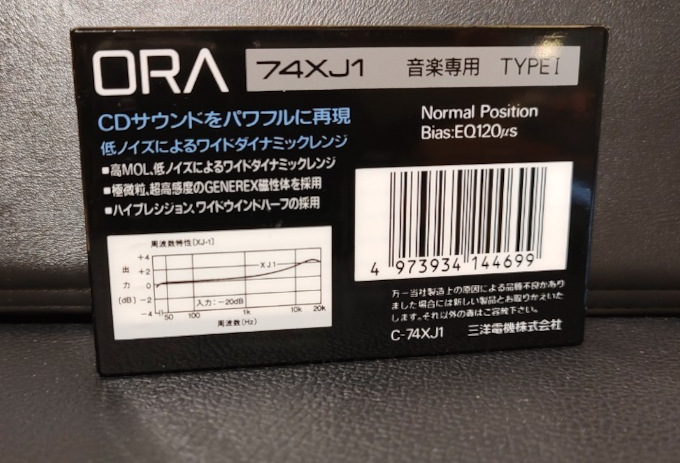 ORΛ 74XJ1 音楽専用 TYPE I
CDサウンドをパワフルに再現
低ノイズによるワイドダイナミックレンジ
■高MOL、低ノイズによるワイドダイナミックレンジ
■極微粒、超高感度のGENEREX磁性体を採用
■ハイプレシジョン、ワイドウインドハーフの採用
Normal Position
Bias:EQ120μs
周波数特性[XJ-1]
出力[dB]
+4
+2
0
−2
−4
XJ1
入力:−20dB
50 100 1k 10k 20k
周波数(Hz)
4 973934 144699
万一当社製造上の原因による品質不良があり
ました場合には新しい製品とお取りかえいた
します。それ以外の責はご容赦下さい。
C-74XJ1 三洋電機株式会社